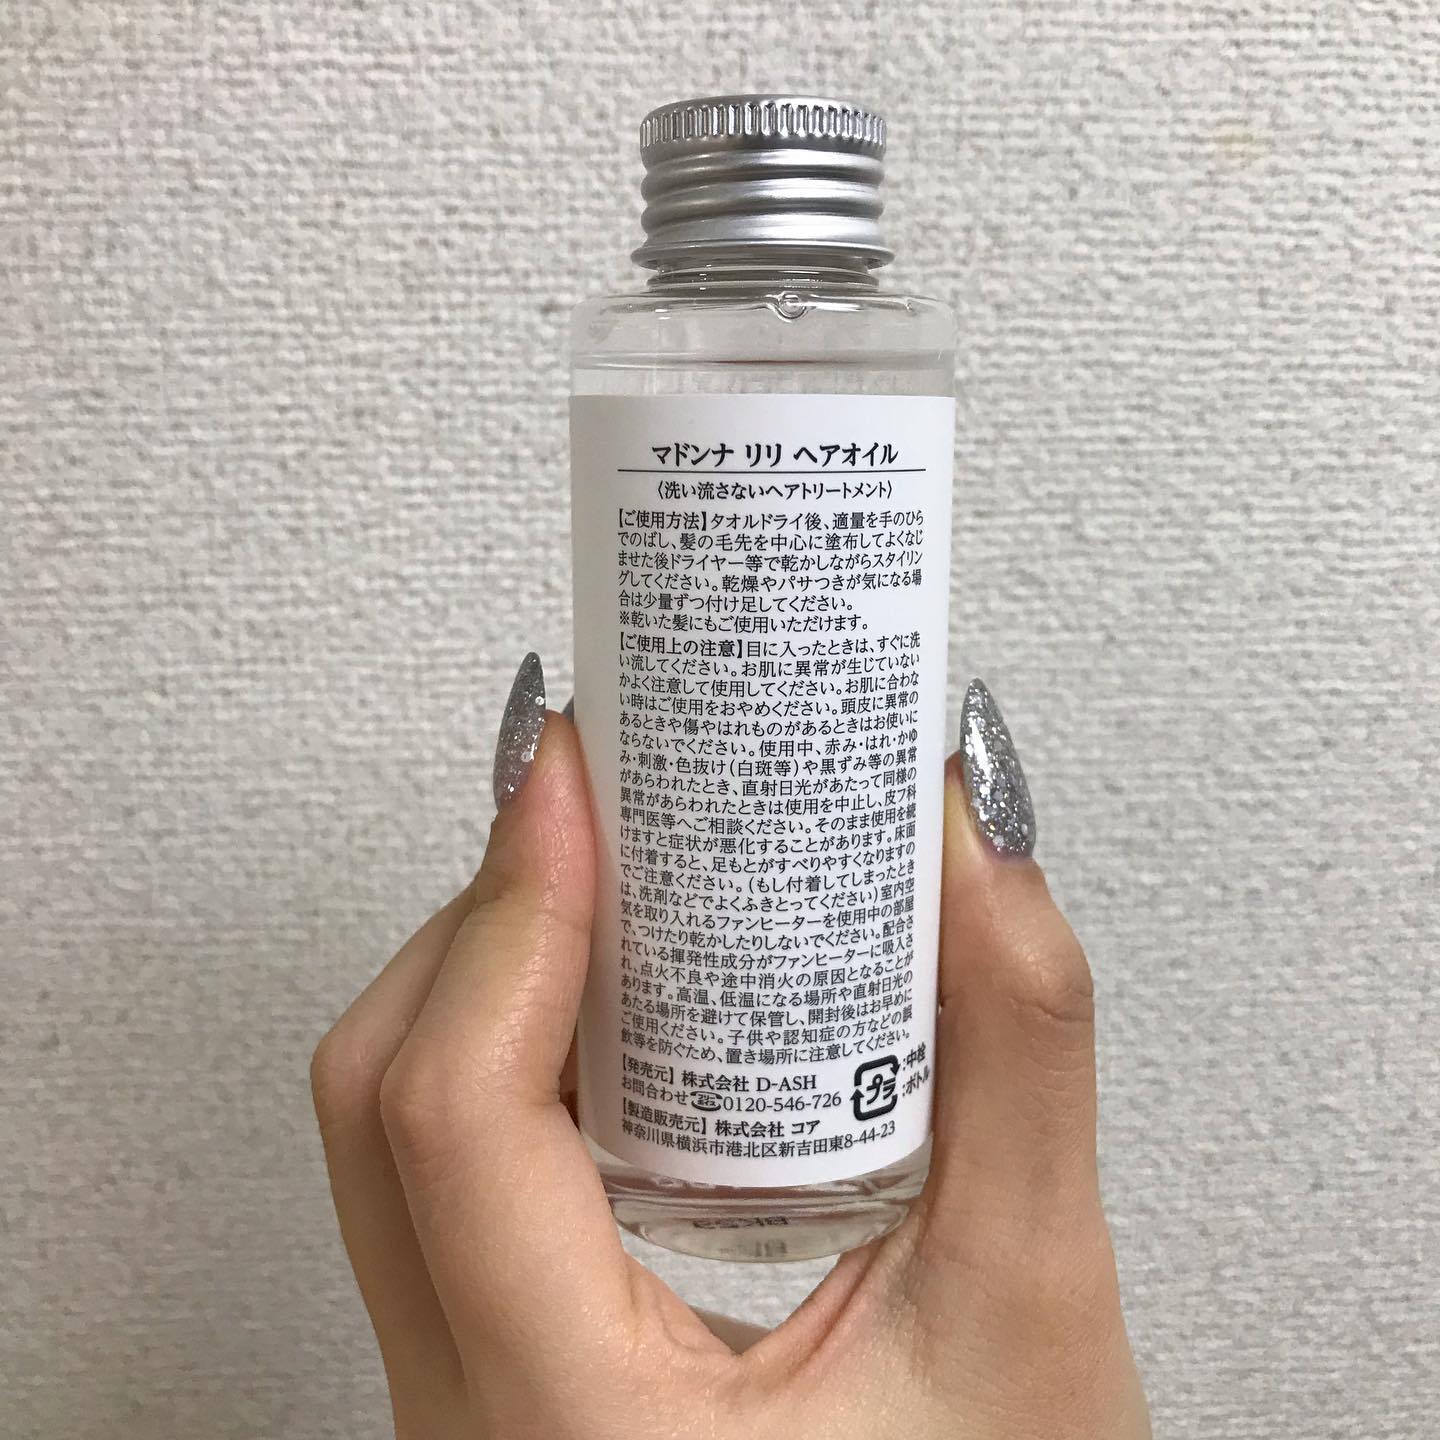 マドンナ リリ ヘアオイル
〈洗い流さないヘアトリートメント〉
【ご使用方法】タオルドライ後、適量を手のひら
でのばし、髪の毛先を中心に塗布してよくなじ
ませた後ドライヤー等で乾かしながらスタイリン
グしてください。乾燥やパサつきが気になる場
合は少量ずつ付け足してください。
※乾いた髪にもご使用いただけます。
【ご使用上の注意】目に入ったときは、すぐに洗
い流してください。お肌に異常が生じていない
かよく注意して使用してください。お肌に合わな
い時はご使用をおやめください。頭皮に異常の
あるときや傷やはれものがあるときはお使いに
ならないでください。使用中、赤み・はれ・かゆ
み・刺激・色抜け(白斑等)や黒ずみ等の異常
があらわれたとき、直射日光があたって同様の
異常があらわれたときは使用を中止し、皮フ科
専門医等へご相談ください。そのまま使用を続
けますと症状が悪化することがあります。床面
に付着すると、足もとがすべりやすくなりますの
でご注意ください。(もし付着してしまったとき
は、洗剤などでよくふきとってください)室内空
気を取り入れるファンヒーターを使用中の部屋
で、つけたり乾かしたりしないでください。配合さ
れている揮発性成分がファンヒーターに吸入さ
れ、点火不良や途中消火の原因となることが
あります。高温、低温になる場所や直射日光の
あたる場所を避けて保管し、開封後はお早めに
ご使用ください。子供や認知症の方などの誤
飲等を防ぐため、置き場所に注意してください。
【発売元】株式会社 D-ASH
お問合わせ 0120-546-726
【製造販売元】株式会社 コア
神奈川県横浜市港北区新吉田東8-44-23
プラ
:中栓
:ボトル